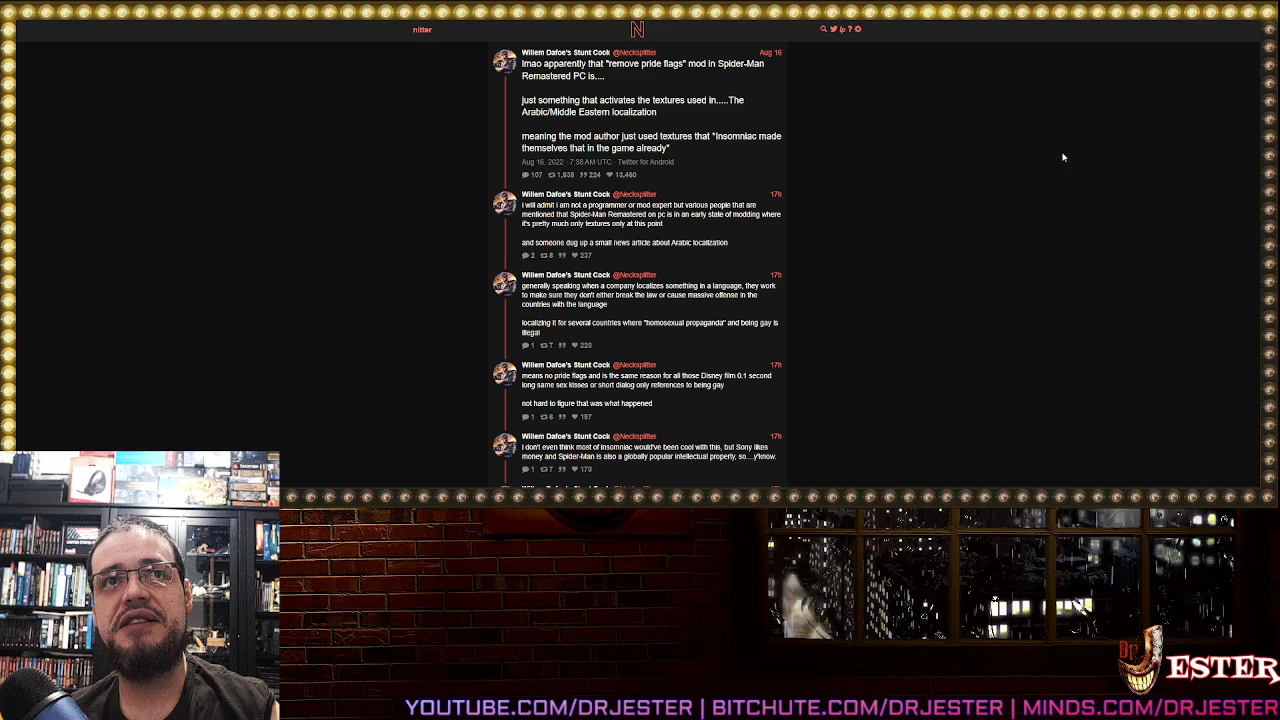 nitter
N
Willem Dafoe's Stunt Cock @Necksplitter Aug 16
lmao apparently that "remove pride flags" mod in Spider-Man
Remastered PC is....
just something that activates the textures used in.....The
Arabic/Middle Eastern localization
meaning the mod author just used textures that *Insomniac made
themselves that in the game already*
Aug 16, 2022 · 7:38 AM UTC · Twitter for Android
107 1,838 224 13,460
Willem Dafoe's Stunt Cock @Necksplitter 17h
i will admit i am not a programmer or mod expert but various people that are
mentioned that Spider-Man Remastered on pc is in an early state of modding where
it's pretty much only textures only at this point
and someone dug up a small news article about Arabic localization
2 8 237
Willem Dafoe's Stunt Cock @Necksplitter 17h
generally speaking when a company localizes something in a language, they work
to make sure they don't either break the law or cause massive offense in the
countries with the language
localizing it for several countries where "homosexual propaganda" and being gay is
illegal
1 7 220
Willem Dafoe's Stunt Cock @Necksplitter 17h
means no pride flags and is the same reason for all those Disney film 0.1 second
long same sex kisses or short dialog only references to being gay
not hard to figure that was what happened
1 6 197
Willem Dafoe's Stunt Cock @Necksplitter 17h
I don't even think most of Insomniac would've been cool with this, but Sony likes
money and Spider-Man is also a globally popular intellectual property, so....y'know.
1 7 170
Dr
JESTER
YOUTUBE.COM/DRJESTER | BITCHUTE.COM/DRJESTER | MINDS.COM/DRJESTER